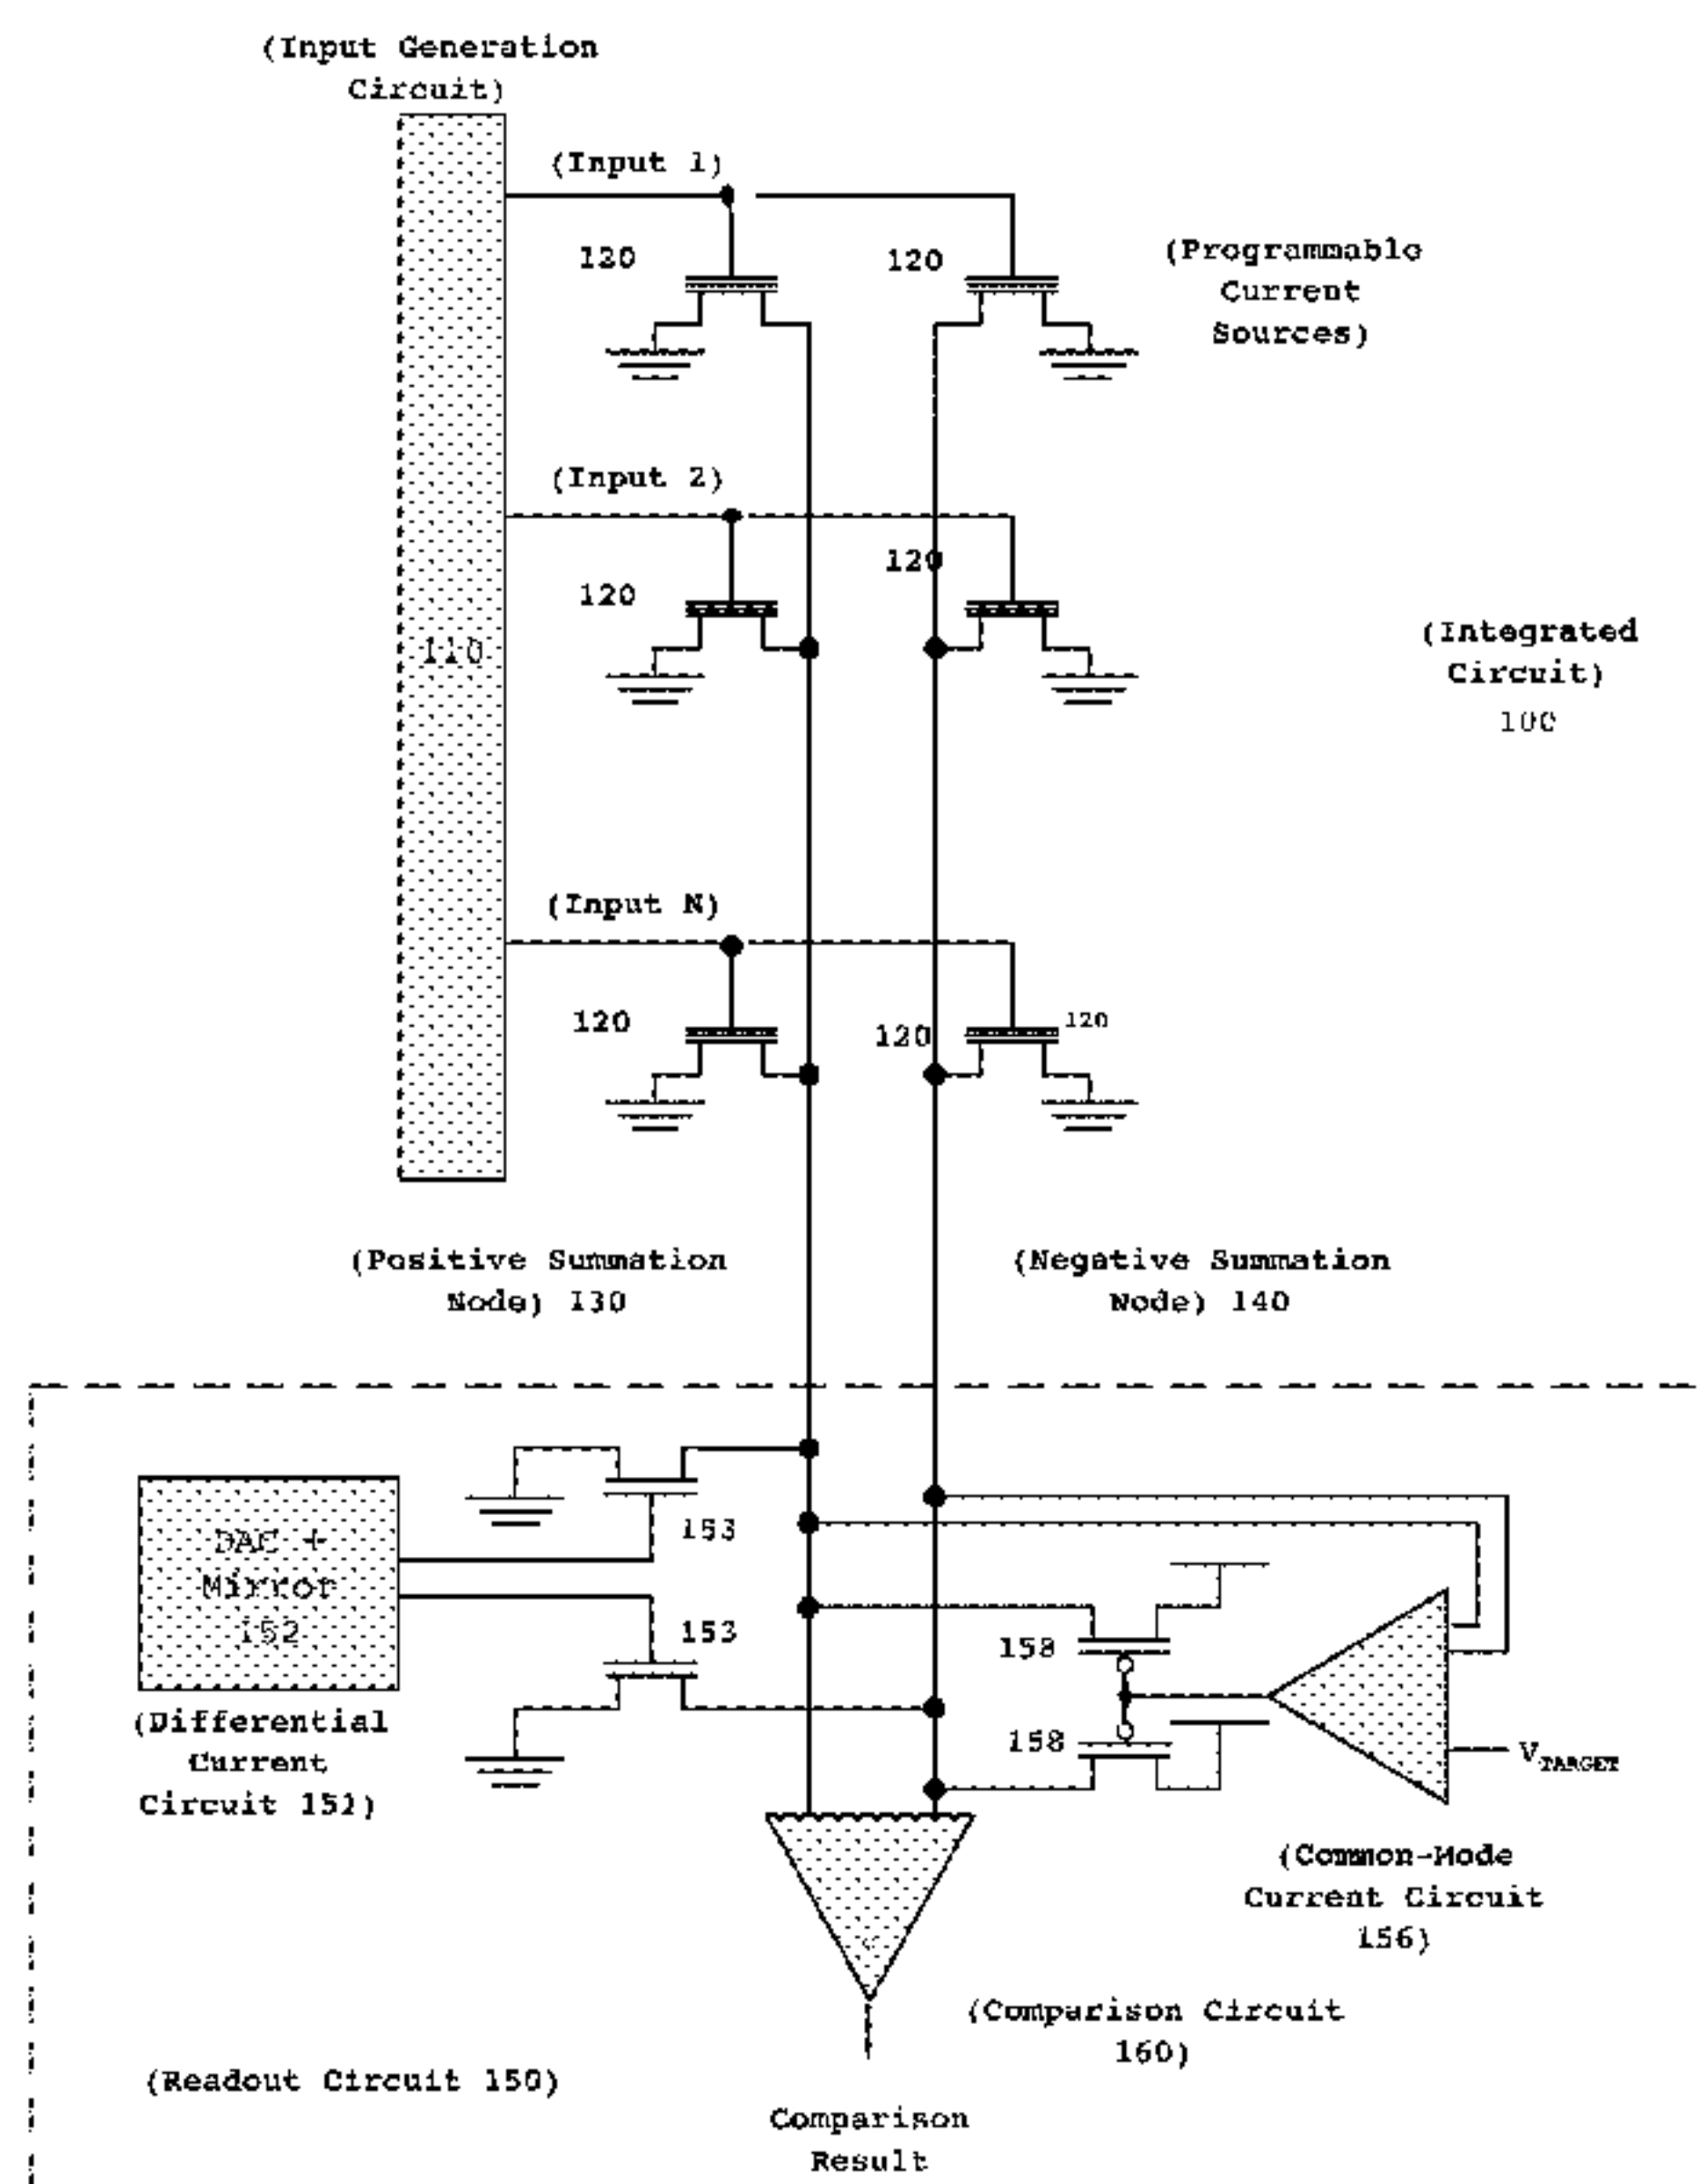 (Input Generation
Circuit)
(Input 1)
120
120
(Programmable
Current
Sources)
(Input 2)
120
120
110
(Integrated
Circuit)
100
(Input N)
120
120
120
(Positive Summation
Node) 130
(Negative Summation
Node) 140
DAC +
Mirror
152
153
153
158
158
VTARGET
(Differential
Current
Circuit 152)
(Common-Mode
Current Circuit
156)
(Comparison Circuit
160)
(Readout Circuit 150)
Comparison
Result